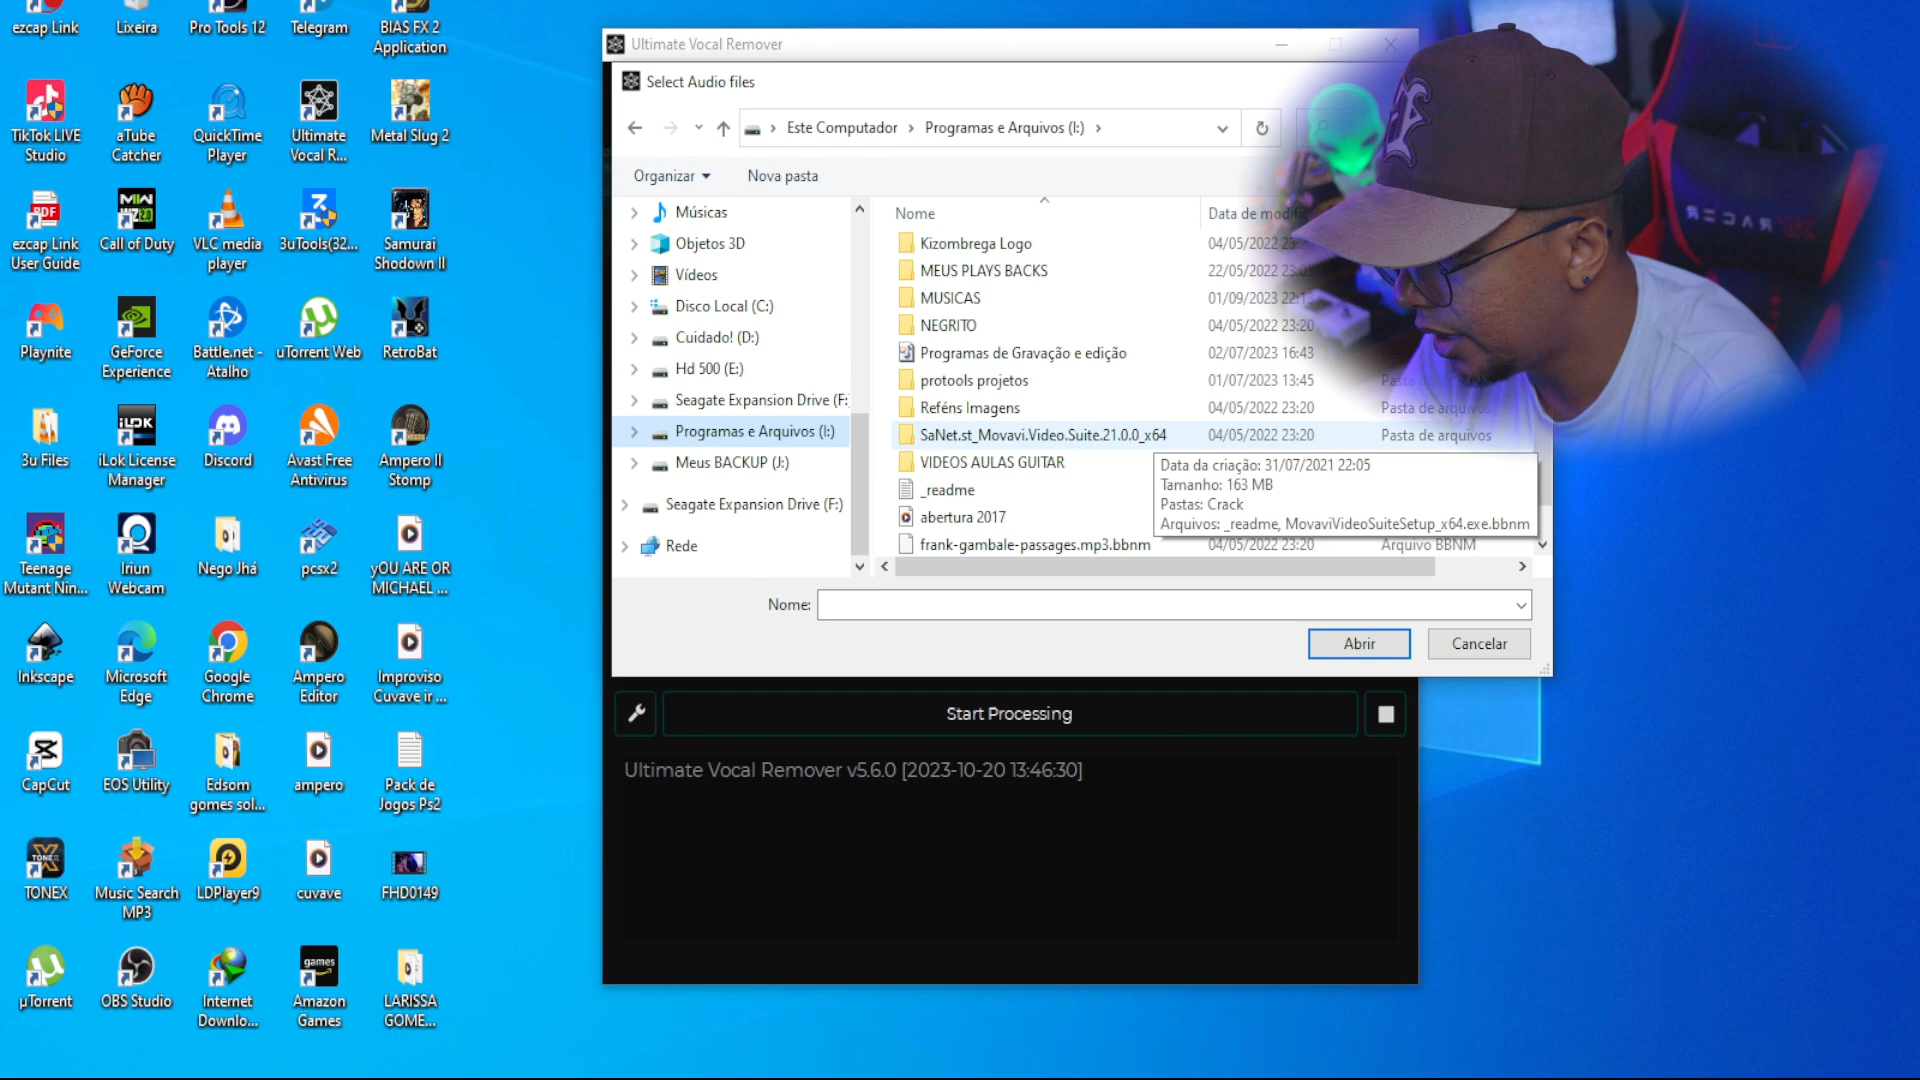 ezcap Link
Lixeira
Pro Tools 12
Telegram
BIAS FX 2
Application
TikTok LIVE
Studio
aTube
Catcher
QuickTime
Player
Ultimate
Vocal R...
Metal Slug 2
ezcap Link
User Guide
Call of Duty
VLC media
player
3uTools(32...
Samurai
Shodown II
Playnite
GeForce
Experience
Battle.net -
Atalho
uTorrent Web
RetroBat
3u Files
iLok License
Manager
Discord
Avast Free
Antivirus
Ampero II
Stomp
Teenage
Mutant Nin...
Iriun
Webcam
Nego Jhá
pcsx2
yOU ARE OR
MICHAEL ...
Inkscape
Microsoft
Edge
Google
Chrome
Ampero
Editor
Improviso
Cuvave ir ...
CapCut
EOS Utility
Edsom
gomes sol...
ampero
Pack de
Jogos Ps2
TONEX
Music Search
MP3
LDPlayer9
cuvave
FHD0149
µTorrent
OBS Studio
Internet
Downlo...
Amazon
Games
LARISSA
GOME...
Ultimate Vocal Remover
Select Audio files
Este Computador
Programas e Arquivos (I:)
Organizar
Nova pasta
Músicas
Objetos 3D
Vídeos
Disco Local (C:)
Cuidado! (D:)
Hd 500 (E:)
Seagate Expansion Drive (F:
Programas e Arquivos (I:)
Meus BACKUP (J:)
Seagate Expansion Drive (F:)
Rede
Nome
Data de modific
Kizombrega Logo 04/05/2022 23:20
MEUS PLAYS BACKS 22/05/2022 23:05
MUSICAS 01/09/2023 22:13
NEGRITO 04/05/2022 23:20
Programas de Gravação e edição 02/07/2023 16:43
protools projetos 01/07/2023 13:45 Pasta de arquivos
Reféns Imagens 04/05/2022 23:20 Pasta de arquivos
SaNet.st_Movavi.Video.Suite.21.0.0_x64 04/05/2022 23:20 Pasta de arquivos
VIDEOS AULAS GUITAR
_readme
abertura 2017
frank-gambale-passages.mp3.bbnm 04/05/2022 23:20 Arquivo BBNM
Data da criação: 31/07/2021 22:05
Tamanho: 163 MB
Pastas: Crack
Arquivos: _readme, MovaviVideoSuiteSetup_x64.exe.bbnm
Nome:
Abrir
Cancelar
Start Processing
Ultimate Vocal Remover v5.6.0 [2023-10-20 13:46:30]